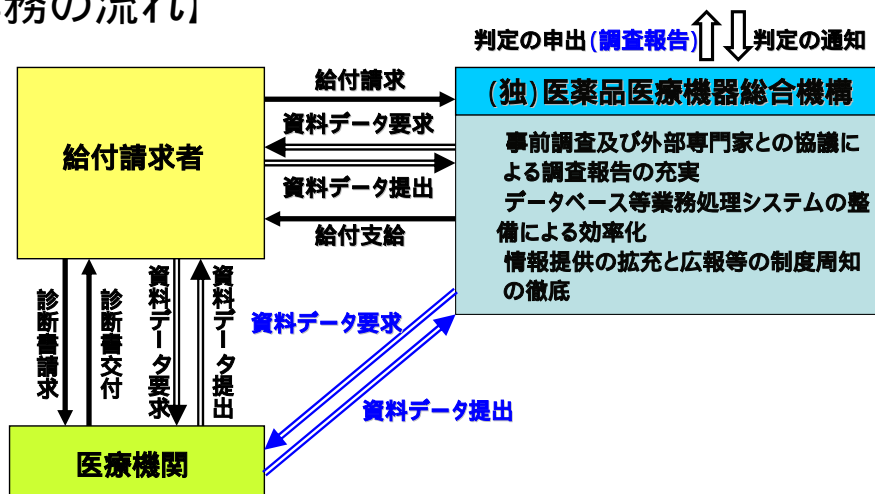 務の流れ】
判定の申出(調査報告)
判定の通知
給付請求
(独)医薬品医療機器総合機構
資料データ要求
給付請求者
資料データ提出
給付支給
事前調査及び外部専門家との協議に
よる調査報告の充実
データベース等業務処理システムの整
備による効率化
情報提供の拡充と広報等の制度周知
の徹底
診断書請求
診断書交付
資料データ要求
資料データ提出
資料データ要求
資料データ提出
医療機関